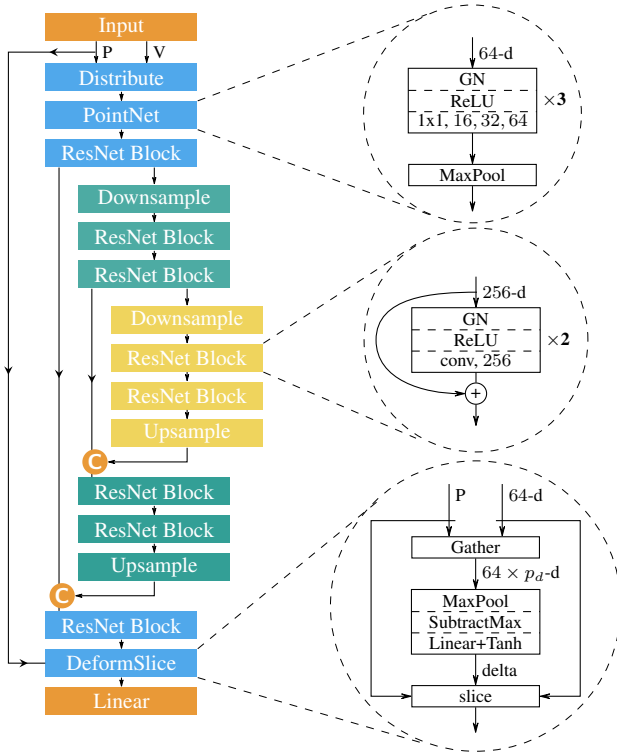 Input
P V
Distribute
PointNet
ResNet Block
Downsample
ResNet Block
ResNet Block
Downsample
ResNet Block
ResNet Block
Upsample
C
ResNet Block
ResNet Block
Upsample
C
ResNet Block
DeformSlice
Linear
64-d
GN
ReLU
1x1, 16, 32, 64
×3
MaxPool
256-d
GN
ReLU
conv, 256
×2
+
P 64-d
Gather
64 × p_d-d
MaxPool
SubtractMax
Linear+Tanh
delta
slice